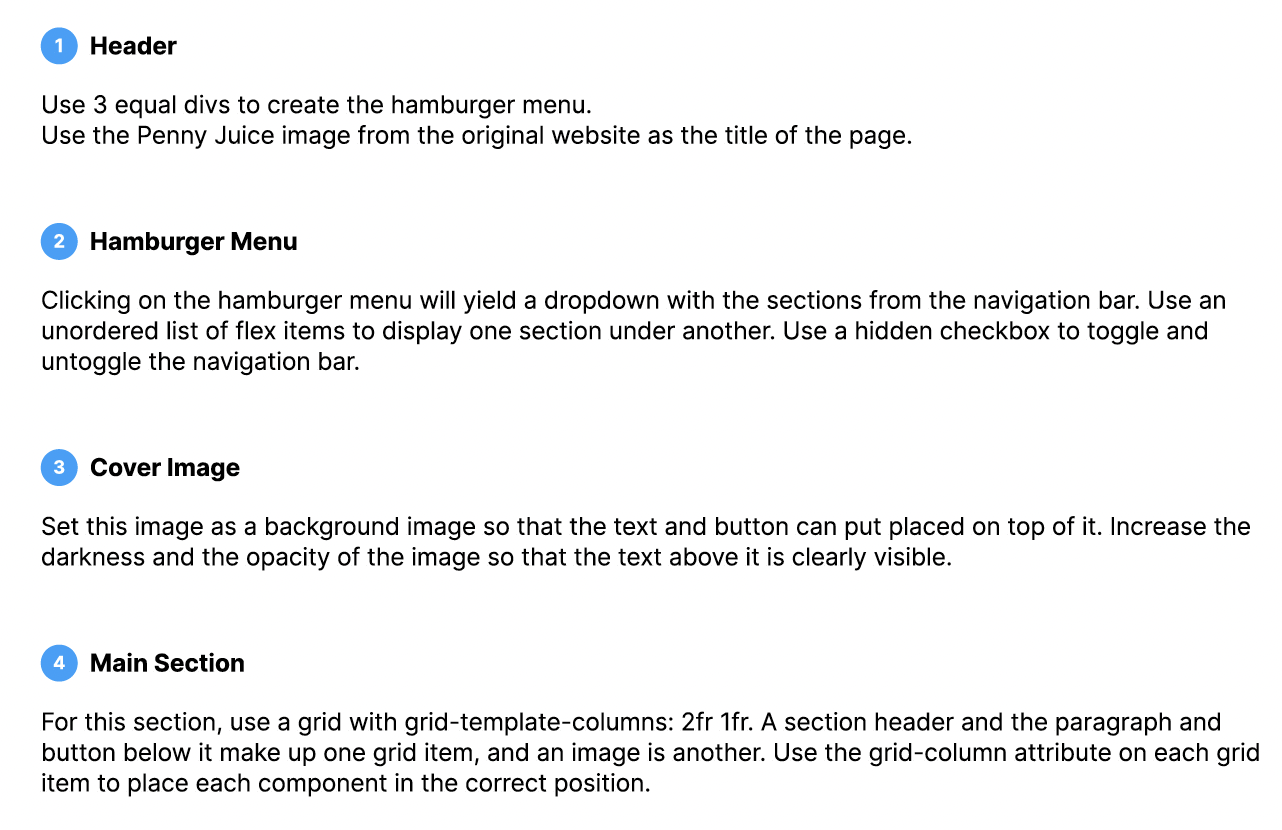 1 Header
Use 3 equal divs to create the hamburger menu.
Use the Penny Juice image from the original website as the title of the page.
2 Hamburger Menu
Clicking on the hamburger menu will yield a dropdown with the sections from the navigation bar. Use an
unordered list of flex items to display one section under another. Use a hidden checkbox to toggle and
untoggle the navigation bar.
3 Cover Image
Set this image as a background image so that the text and button can put placed on top of it. Increase the
darkness and the opacity of the image so that the text above it is clearly visible.
4 Main Section
For this section, use a grid with grid-template-columns: 2fr 1fr. A section header and the paragraph and
button below it make up one grid item, and an image is another. Use the grid-column attribute on each grid
item to place each component in the correct position.